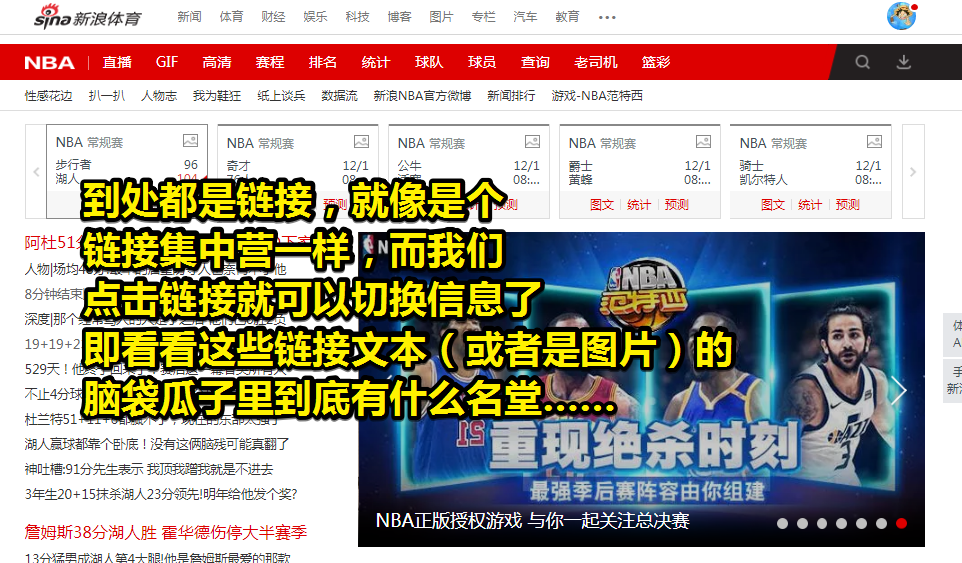 sina新浪体育
新闻 体育 财经 娱乐 科技 博客 图片 专栏 汽车 教育
NBA 直播 GIF 高清 赛程 排名 统计 球队 球员 查询 老司机 篮彩
性感花边 扒一扒 人物志 我为鞋狂 纸上谈兵 数据流 新浪NBA官方微博 新闻排行 游戏-NBA范特西
NBA 常规赛 NBA 常规赛 NBA 常规赛 NBA 常规赛 NBA 常规赛
步行者 96 奇才 12/1 公牛 12/1 爵士 12/1 骑士 12/1
湖人 104 08:... 08:... 黄蜂 08:... 凯尔特人 08:...
预测 预测 图文 统计 预测 图文 统计 预测
到处都是链接，就像是个
链接集中营一样，而我们
点击链接就可以切换信息了
即看看这些链接文本（或者是图片）的
脑袋瓜子里到底有什么名堂……
阿杜51分
人物|场均4
8分钟结束
深度|那个
19+19+2
529天！他
不止4分球
杜兰特51+11+6都赢不了，现在的东部太强了
湖人赢球都靠个卧底！没有这俩脑残可能真翻了
神吐槽:91分先生表示 我顶我蹭我就是不进去
3年生20+15抹杀湖人23分领先!明年给他发个奖?
詹姆斯38分湖人胜 霍华德伤停大半赛季
13分猛男成湖人第4大腿!他是詹姆斯最爱的那款
NBA
范特西
51
JAZZ
重现绝杀时刻
最强季后赛阵容由你组建
NBA正版授权游戏 与你一起关注总决赛
体
A
手
新浪